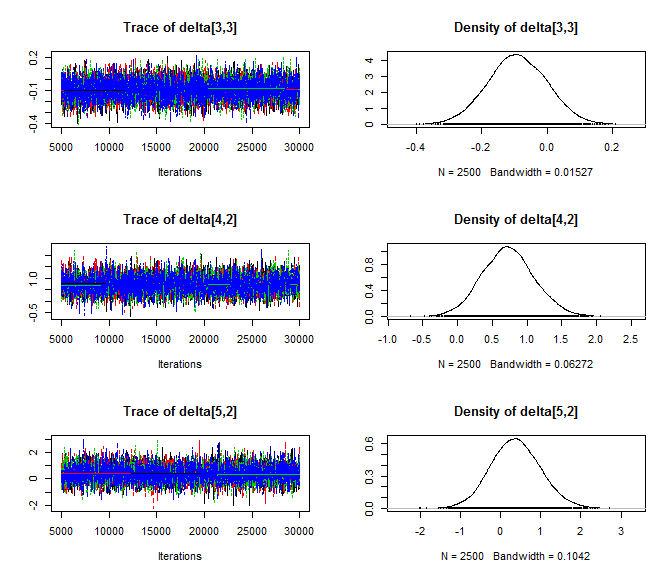 Trace of delta[3,3]
Density of delta[3,3]
0.2
-0.1
-0.4
5000 10000 15000 20000 25000 30000
Iterations
4
3
2
1
0
-0.4 -0.2 0.0 0.2
N = 2500 Bandwidth = 0.01527
Trace of delta[4,2]
Density of delta[4,2]
1.0
-0.5
5000 10000 15000 20000 25000 30000
Iterations
0.8
0.4
0.0
-1.0 -0.5 0.0 0.5 1.0 1.5 2.0 2.5
N = 2500 Bandwidth = 0.06272
Trace of delta[5,2]
Density of delta[5,2]
2
0
-2
5000 10000 15000 20000 25000 30000
Iterations
0.6
0.3
0.0
-2 -1 0 1 2 3
N = 2500 Bandwidth = 0.1042